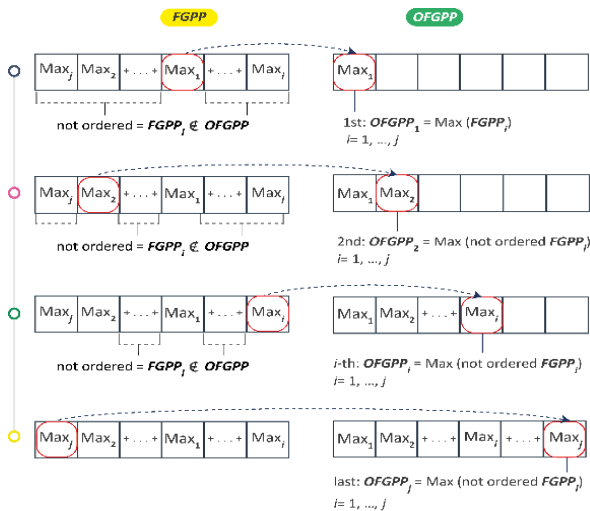 FGPP OFGPP
Max_j Max_2 +...+ Max_1 +...+ Max_i Max_1
not ordered = FGPP_i ∉ OFGPP
1st: OFGPP_1 = Max (FGPP_i)
i= 1, ..., j
Max_j Max_2 +...+ Max_1 +...+ Max_i Max_1 Max_2
not ordered = FGPP_i ∉ OFGPP
2nd: OFGPP_2 = Max (not ordered FGPP_i)
i= 1, ..., j
Max_j Max_2 +...+ Max_1 +...+ Max_i Max_1 Max_2 +...+ Max_i
not ordered = FGPP_i ∉ OFGPP
i-th: OFGPP_i = Max (not ordered FGPP_i)
i= 1, ..., j
Max_j Max_2 +...+ Max_1 +...+ Max_i Max_1 Max_2 +...+ Max_i +...+ Max_j
last: OFGPP_j = Max (not ordered FGPP_i)
i= 1, ..., j